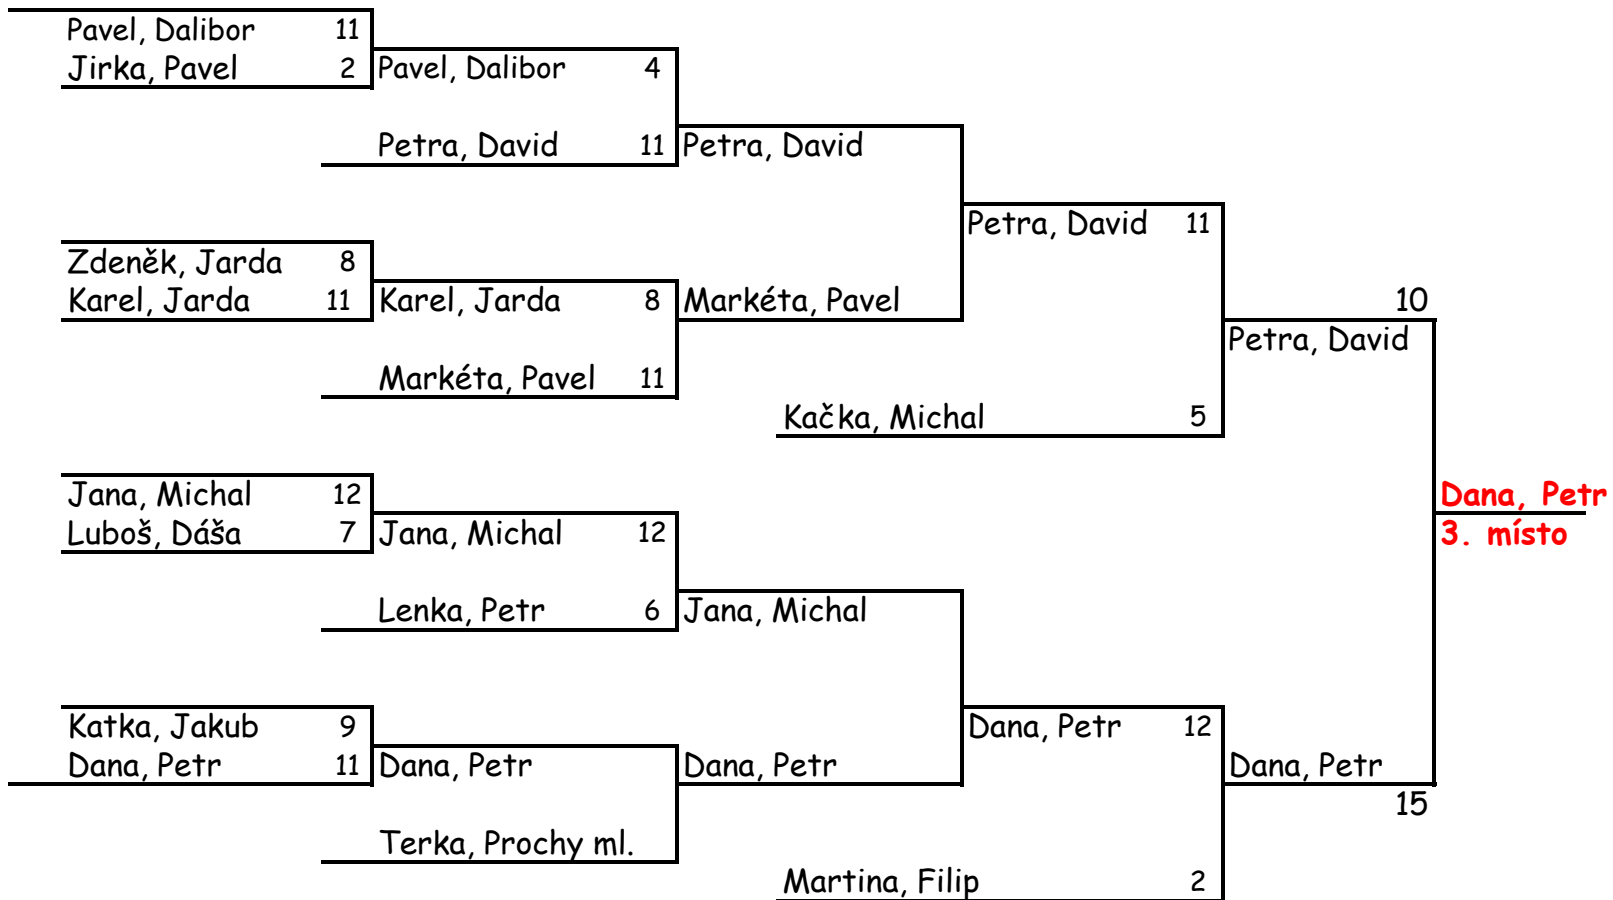 Pavel, Dalibor 11
Jirka, Pavel 2 Pavel, Dalibor 4
Petra, David 11 Petra, David
Petra, David 11
Zdeněk, Jarda 8
Karel, Jarda 11 Karel, Jarda 8 Markéta, Pavel 10
Petra, David
Markéta, Pavel 11
Kačka, Michal 5
Jana, Michal 12 Dana, Petr
Luboš, Dáša 7 Jana, Michal 12 3. místo
Lenka, Petr 6 Jana, Michal
Katka, Jakub 9 Dana, Petr 12
Dana, Petr 11 Dana, Petr Dana, Petr Dana, Petr
15
Terka, Prochy ml.
Martina, Filip 2